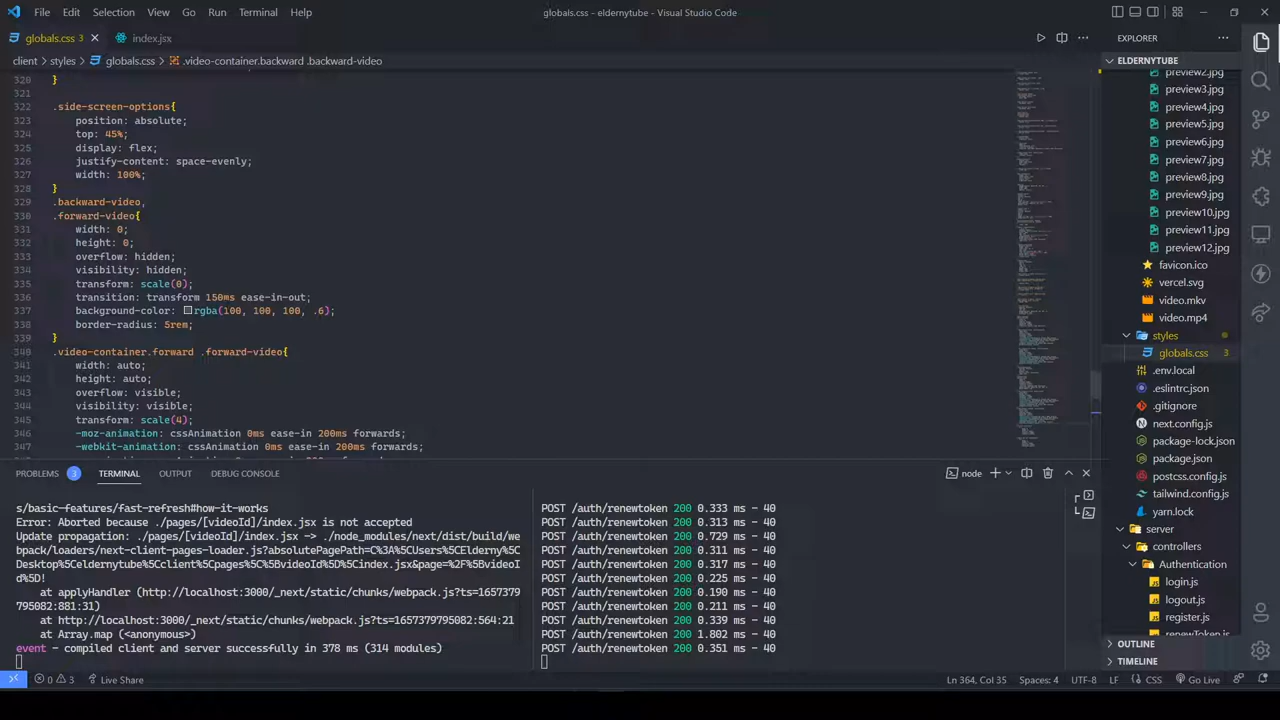 File Edit Selection View Go Run Terminal Help
globals.css - eldernytube - Visual Studio Code
globals.css 3
index.jsx
client > styles > globals.css > .video-container.backward .backward-video
320 }
321
322 .side-screen-options{
323 position: absolute;
324 top: 45%;
325 display: flex;
326 justify-content: space-evenly;
327 width: 100%;
328 }
329 .backward-video,
330 .forward-video{
331 width: 0;
332 height: 0;
333 overflow: hidden;
334 visibility: hidden;
335 transform: scale(0);
336 transition: transform 150ms ease-in-out;
337 background-color: rgba(100, 100, 100, .6);
338 border-radius: 5rem;
339 }
340 .video-container.forward .forward-video{
341 width: auto;
342 height: auto;
343 overflow: visible;
344 visibility: visible;
345 transform: scale(4);
346 -moz-animation: cssAnimation 0ms ease-in 200ms forwards;
347 -webkit-animation: cssAnimation 0ms ease-in 200ms forwards;
PROBLEMS 3 TERMINAL OUTPUT DEBUG CONSOLE
node
s/basic-features/fast-refresh#how-it-works
Error: Aborted because ./pages/[videoId]/index.jsx is not accepted
Update propagation: ./pages/[videoId]/index.jsx -> ./node_modules/next/dist/build/we
bpack/loaders/next-client-pages-loader.js?absolutePagePath=C%3A%5CUsers%5CElderny%5C
Desktop%5Celdernytube%5Cclient%5Cpages%5C%5BvideoId%5D%5Cindex.jsx&page=%2F%5BvideoI
d%5D!
at applyHandler (http://localhost:3000/_next/static/chunks/webpack.js?ts=1657379
795082:881:31)
at http://localhost:3000/_next/static/chunks/webpack.js?ts=1657379795082:564:21
at Array.map (<anonymous>)
event - compiled client and server successfully in 378 ms (314 modules)
POST /auth/renewtoken 200 0.333 ms - 40
POST /auth/renewtoken 200 0.313 ms - 40
POST /auth/renewtoken 200 0.729 ms - 40
POST /auth/renewtoken 200 0.311 ms - 40
POST /auth/renewtoken 200 0.317 ms - 40
POST /auth/renewtoken 200 0.225 ms - 40
POST /auth/renewtoken 200 0.190 ms - 40
POST /auth/renewtoken 200 0.211 ms - 40
POST /auth/renewtoken 200 0.339 ms - 40
POST /auth/renewtoken 200 1.802 ms - 40
POST /auth/renewtoken 200 0.351 ms - 40
EXPLORER
ELDERNYTUBE
preview2.jpg
preview3.jpg
preview4.jpg
preview5.jpg
preview6.jpg
preview7.jpg
preview8.jpg
preview9.jpg
preview10.jpg
preview11.jpg
preview12.jpg
favicon.ico
vercel.svg
video.mkv
video.mp4
styles
globals.css 3
.env.local
.eslintrc.json
.gitignore
next.config.js
package-lock.json
package.json
postcss.config.js
tailwind.config.js
yarn.lock
server
controllers
Authentication
login.js
logout.js
register.js
renewToken.js
OUTLINE
TIMELINE
0 3 Live Share
Ln 364, Col 35 Spaces: 4 UTF-8 LF CSS Go Live